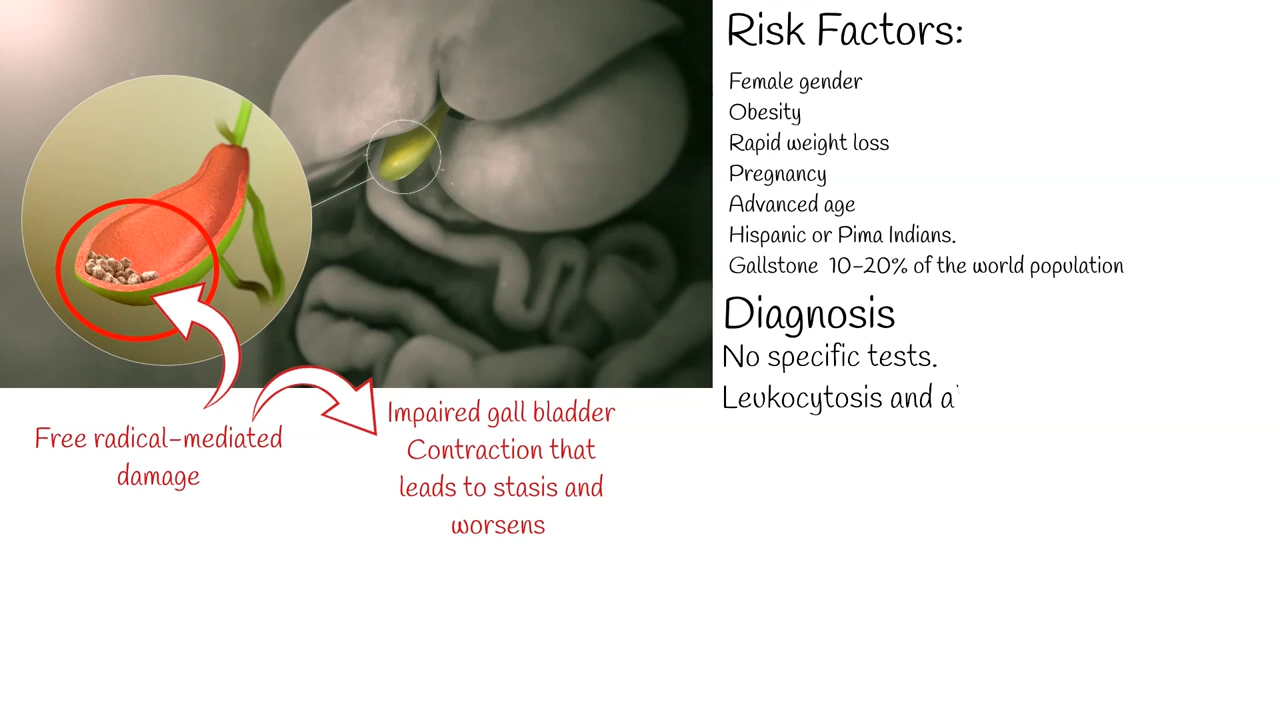 Risk Factors:
Female gender
Obesity
Rapid weight loss
Pregnancy
Advanced age
Hispanic or Pima Indians.
Gallstone 10-20% of the world population
Diagnosis
No specific tests.
Leukocytosis and
Free radical-mediated
damage
Impaired gall bladder
Contraction that
leads to stasis and
worsens